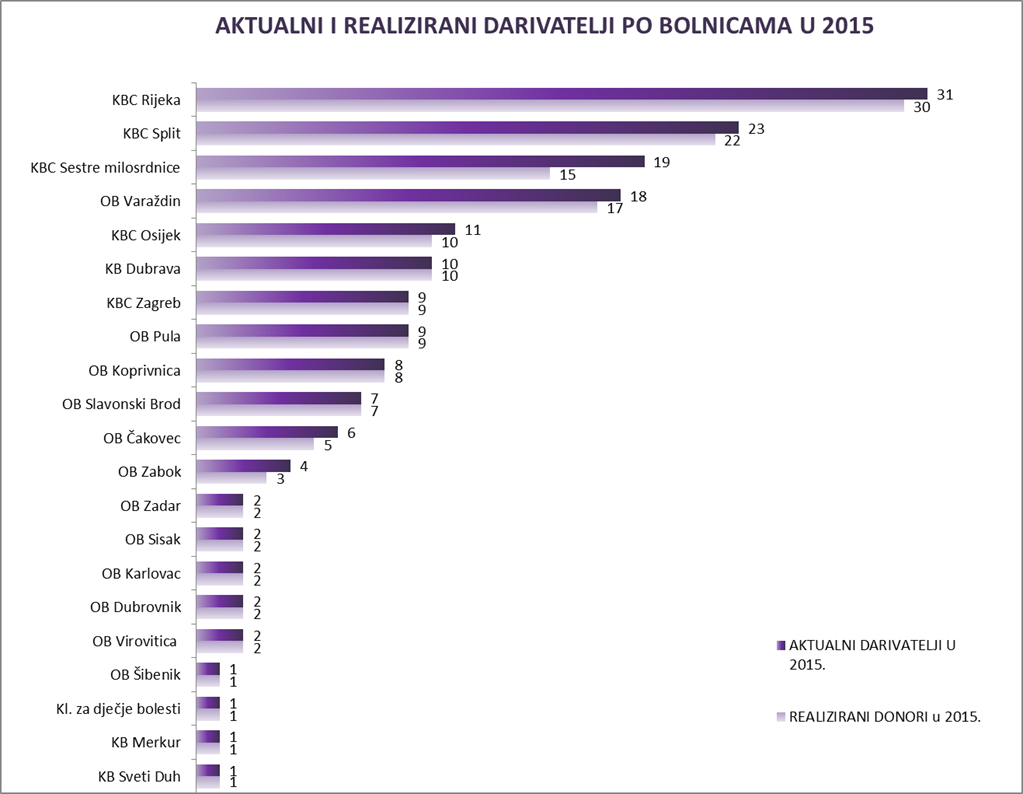 AKTUALNI I REALIZIRANI DARIVATELJI PO BOLNICAMA U 2015
KBC Rijeka 31
30
KBC Split 23
22
KBC Sestre milosrdnice 19
15
OB Varaždin 18
17
KBC Osijek 11
10
KB Dubrava 10
10
KBC Zagreb 9
9
OB Pula 9
9
OB Koprivnica 8
8
OB Slavonski Brod 7
7
OB Čakovec 6
5
OB Zabok 4
3
OB Zadar 2
2
OB Sisak 2
2
OB Karlovac 2
2
OB Dubrovnik 2
2
OB Virovitica 2
2
OB Šibenik 1
1
Kl. za dječje bolesti 1
1
KB Merkur 1
1
KB Sveti Duh 1
1
AKTUALNI DARIVATELJI U
2015.
REALIZIRANI DONORI u 2015.